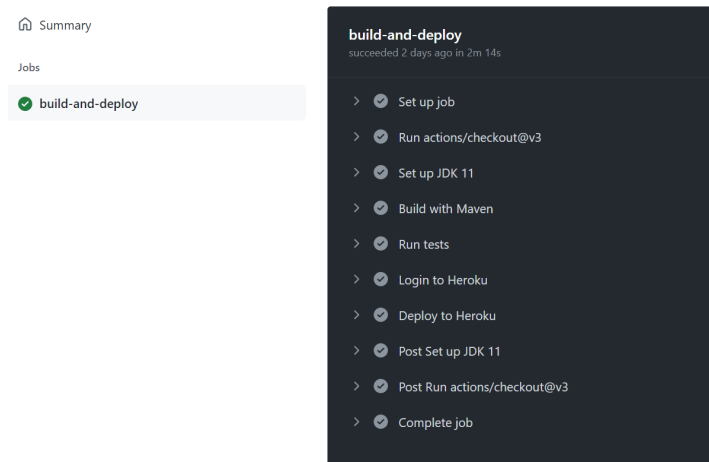 Summary
Jobs
build-and-deploy
build-and-deploy
succeeded 2 days ago in 2m 14s
Set up job
Run actions/checkout@v3
Set up JDK 11
Build with Maven
Run tests
Login to Heroku
Deploy to Heroku
Post Set up JDK 11
Post Run actions/checkout@v3
Complete job